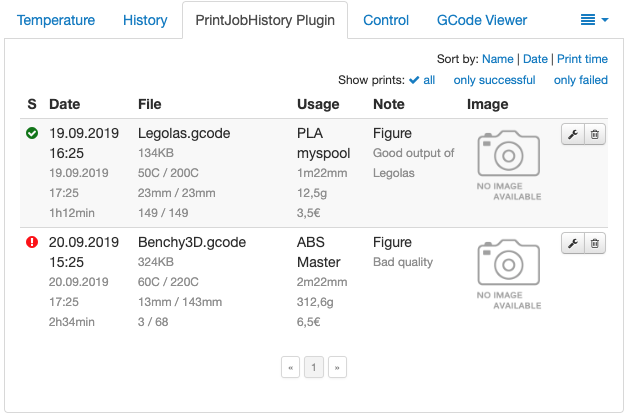 Temperature History PrintJobHistory Plugin Control GCode Viewer
Sort by: Name | Date | Print time
Show prints: all only successful only failed
S Date File Usage Note Image
19.09.2019 Legolas.gcode PLA Figure
16:25 134KB myspool Good output of
19.09.2019 50C / 200C 1m22mm Legolas
17:25 23mm / 23mm 12,5g
1h12min 149 / 149 3,5€
NO IMAGE
AVAILABLE
20.09.2019 Benchy3D.gcode ABS Figure
15:25 324KB Master Bad quality
20.09.2019 60C / 220C 2m22mm
17:25 13mm / 143mm 312,6g
2h34min 3 / 68 6,5€
NO IMAGE
AVAILABLE
« 1 »